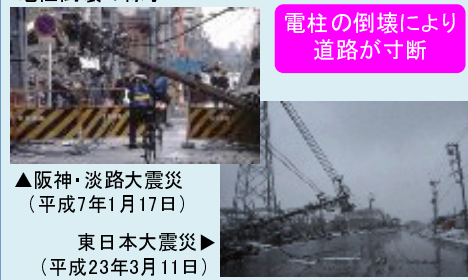 電柱の倒壊により
道路が寸断
▲阪神・淡路大震災
（平成7年1月17日）
東日本大震災▶
（平成23年3月11日）